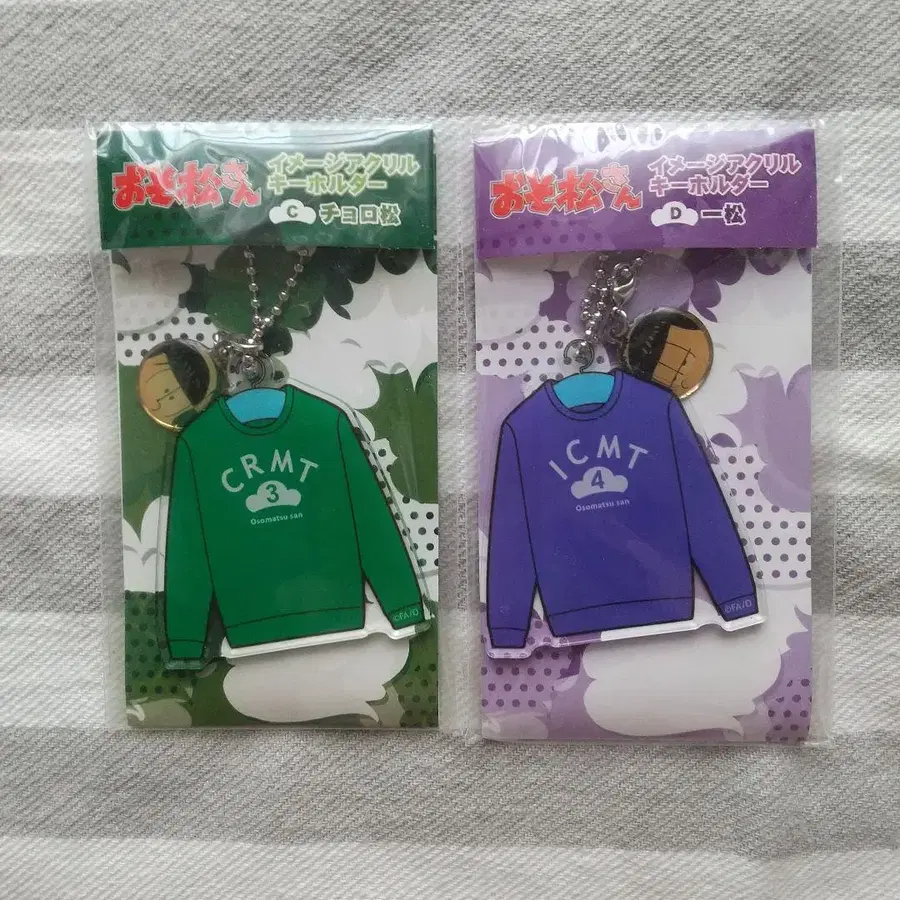 おそ松さん
イメージアクリル
キーホルダー
C チョロ松
CRMT
3
Osomatsu san
©FA/O
おそ松さん
イメージアクリル
キーホルダー
D 一松
ICMT
4
Osomatsu san
©FA/O